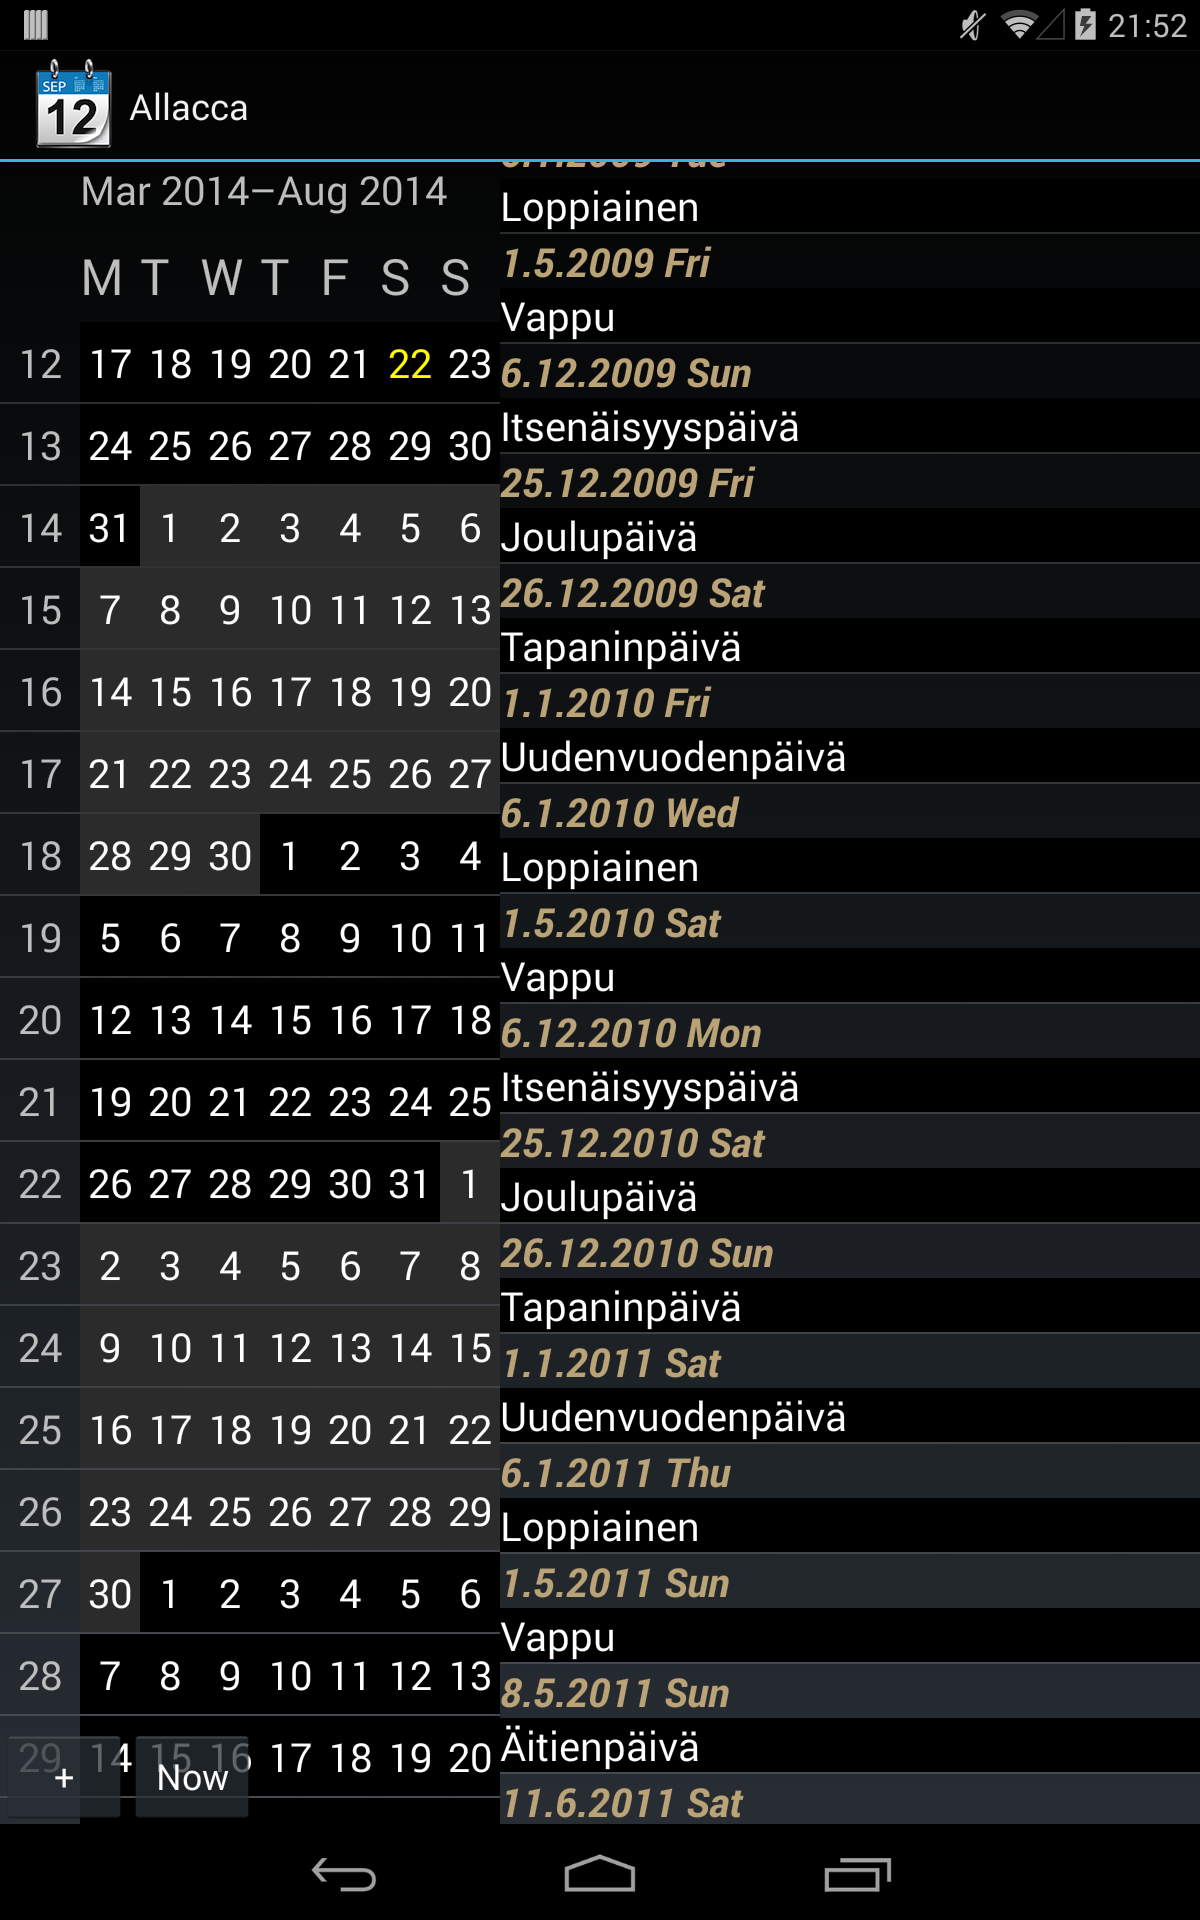 21:52
SEP
12
Allacca
Mar 2014–Aug 2014
M T W T F S S
12 17 18 19 20 21 22 23
13 24 25 26 27 28 29 30
14 31 1 2 3 4 5 6
15 7 8 9 10 11 12 13
16 14 15 16 17 18 19 20
17 21 22 23 24 25 26 27
18 28 29 30 1 2 3 4
19 5 6 7 8 9 10 11
20 12 13 14 15 16 17 18
21 19 20 21 22 23 24 25
22 26 27 28 29 30 31 1
23 2 3 4 5 6 7 8
24 9 10 11 12 13 14 15
25 16 17 18 19 20 21 22
26 23 24 25 26 27 28 29
27 30 1 2 3 4 5 6
28 7 8 9 10 11 12 13
29 14 15 16 17 18 19 20
+ Now
Loppiainen
1.5.2009 Fri
Vappu
6.12.2009 Sun
Itsenäisyyspäivä
25.12.2009 Fri
Joulupäivä
26.12.2009 Sat
Tapaninpäivä
1.1.2010 Fri
Uudenvuodenpäivä
6.1.2010 Wed
Loppiainen
1.5.2010 Sat
Vappu
6.12.2010 Mon
Itsenäisyyspäivä
25.12.2010 Sat
Joulupäivä
26.12.2010 Sun
Tapaninpäivä
1.1.2011 Sat
Uudenvuodenpäivä
6.1.2011 Thu
Loppiainen
1.5.2011 Sun
Vappu
8.5.2011 Sun
Äitienpäivä
11.6.2011 Sat